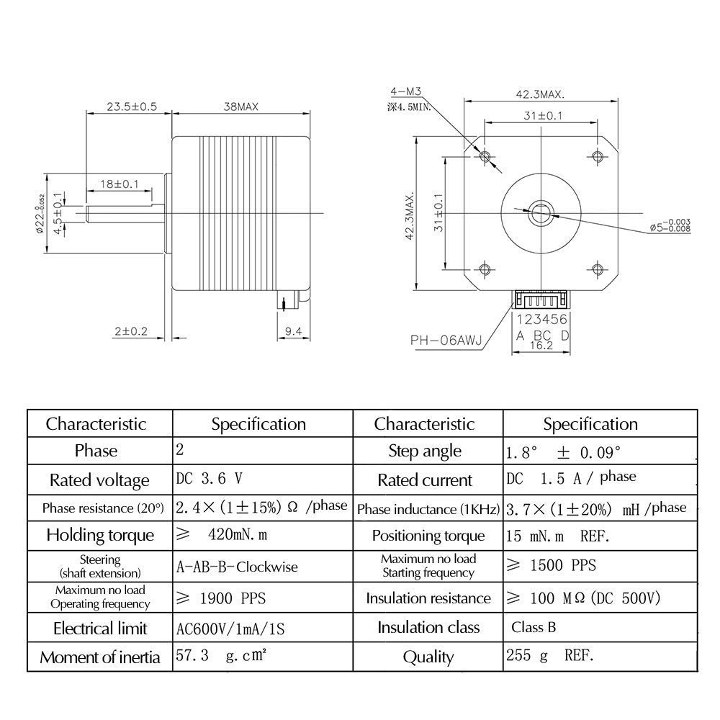 4-M3
深4.5MIN.
42.3MAX.
31±0.1
23.5±0.5
38MAX
18±0.1
ø22-0.052 0
4.5±0.1
42.3MAX.
31±0.1
ø5-0.003 -0.008
2±0.2
9.4
PH-06AWJ
123456
A BC D
16.2
Characteristic Specification Characteristic Specification
Phase 2 Step angle 1.8° ± 0.09°
Rated voltage DC 3.6 V Rated current DC 1.5 A / phase
Phase resistance (20°) 2.4×(1±15%) Ω /phase Phase inductance (1KHz) 3.7×(1±20%) mH /phase
Holding torque ≥ 420mN.m Positioning torque 15 mN.m REF.
Steering
(shaft extension) A-AB-B-Clockwise Maximum no load
Starting frequency ≥ 1500 PPS
Maximum no load
Operating frequency ≥ 1900 PPS Insulation resistance ≥ 100 MΩ(DC 500V)
Electrical limit AC600V/1mA/1S Insulation class Class B
Moment of inertia 57.3 g.cm² Quality 255 g REF.